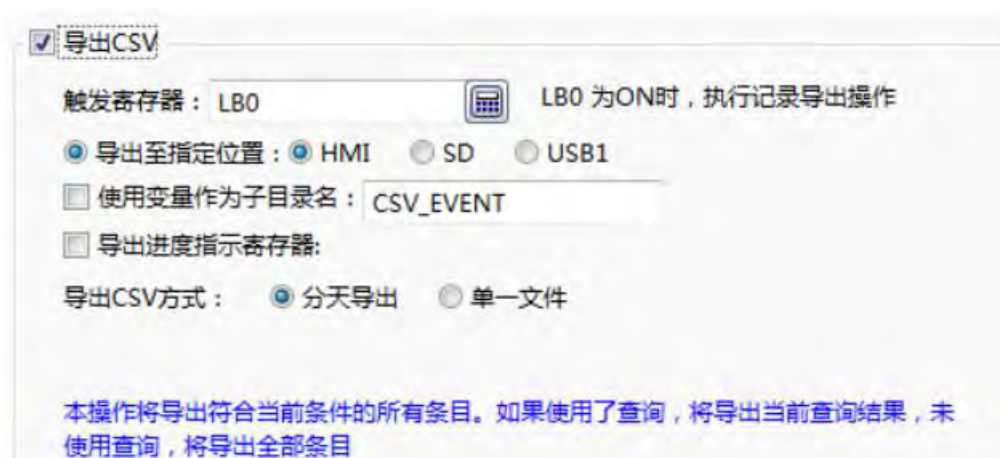 导出CSV
触发寄存器： LB0 LB0 为ON时，执行记录导出操作
导出至指定位置： HMI SD USB1
使用变量作为子目录名： CSV_EVENT
导出进度指示寄存器:
导出CSV方式： 分天导出 单一文件
本操作将导出符合当前条件的所有条目。如果使用了查询，将导出当前查询结果，未
使用查询，将导出全部条目